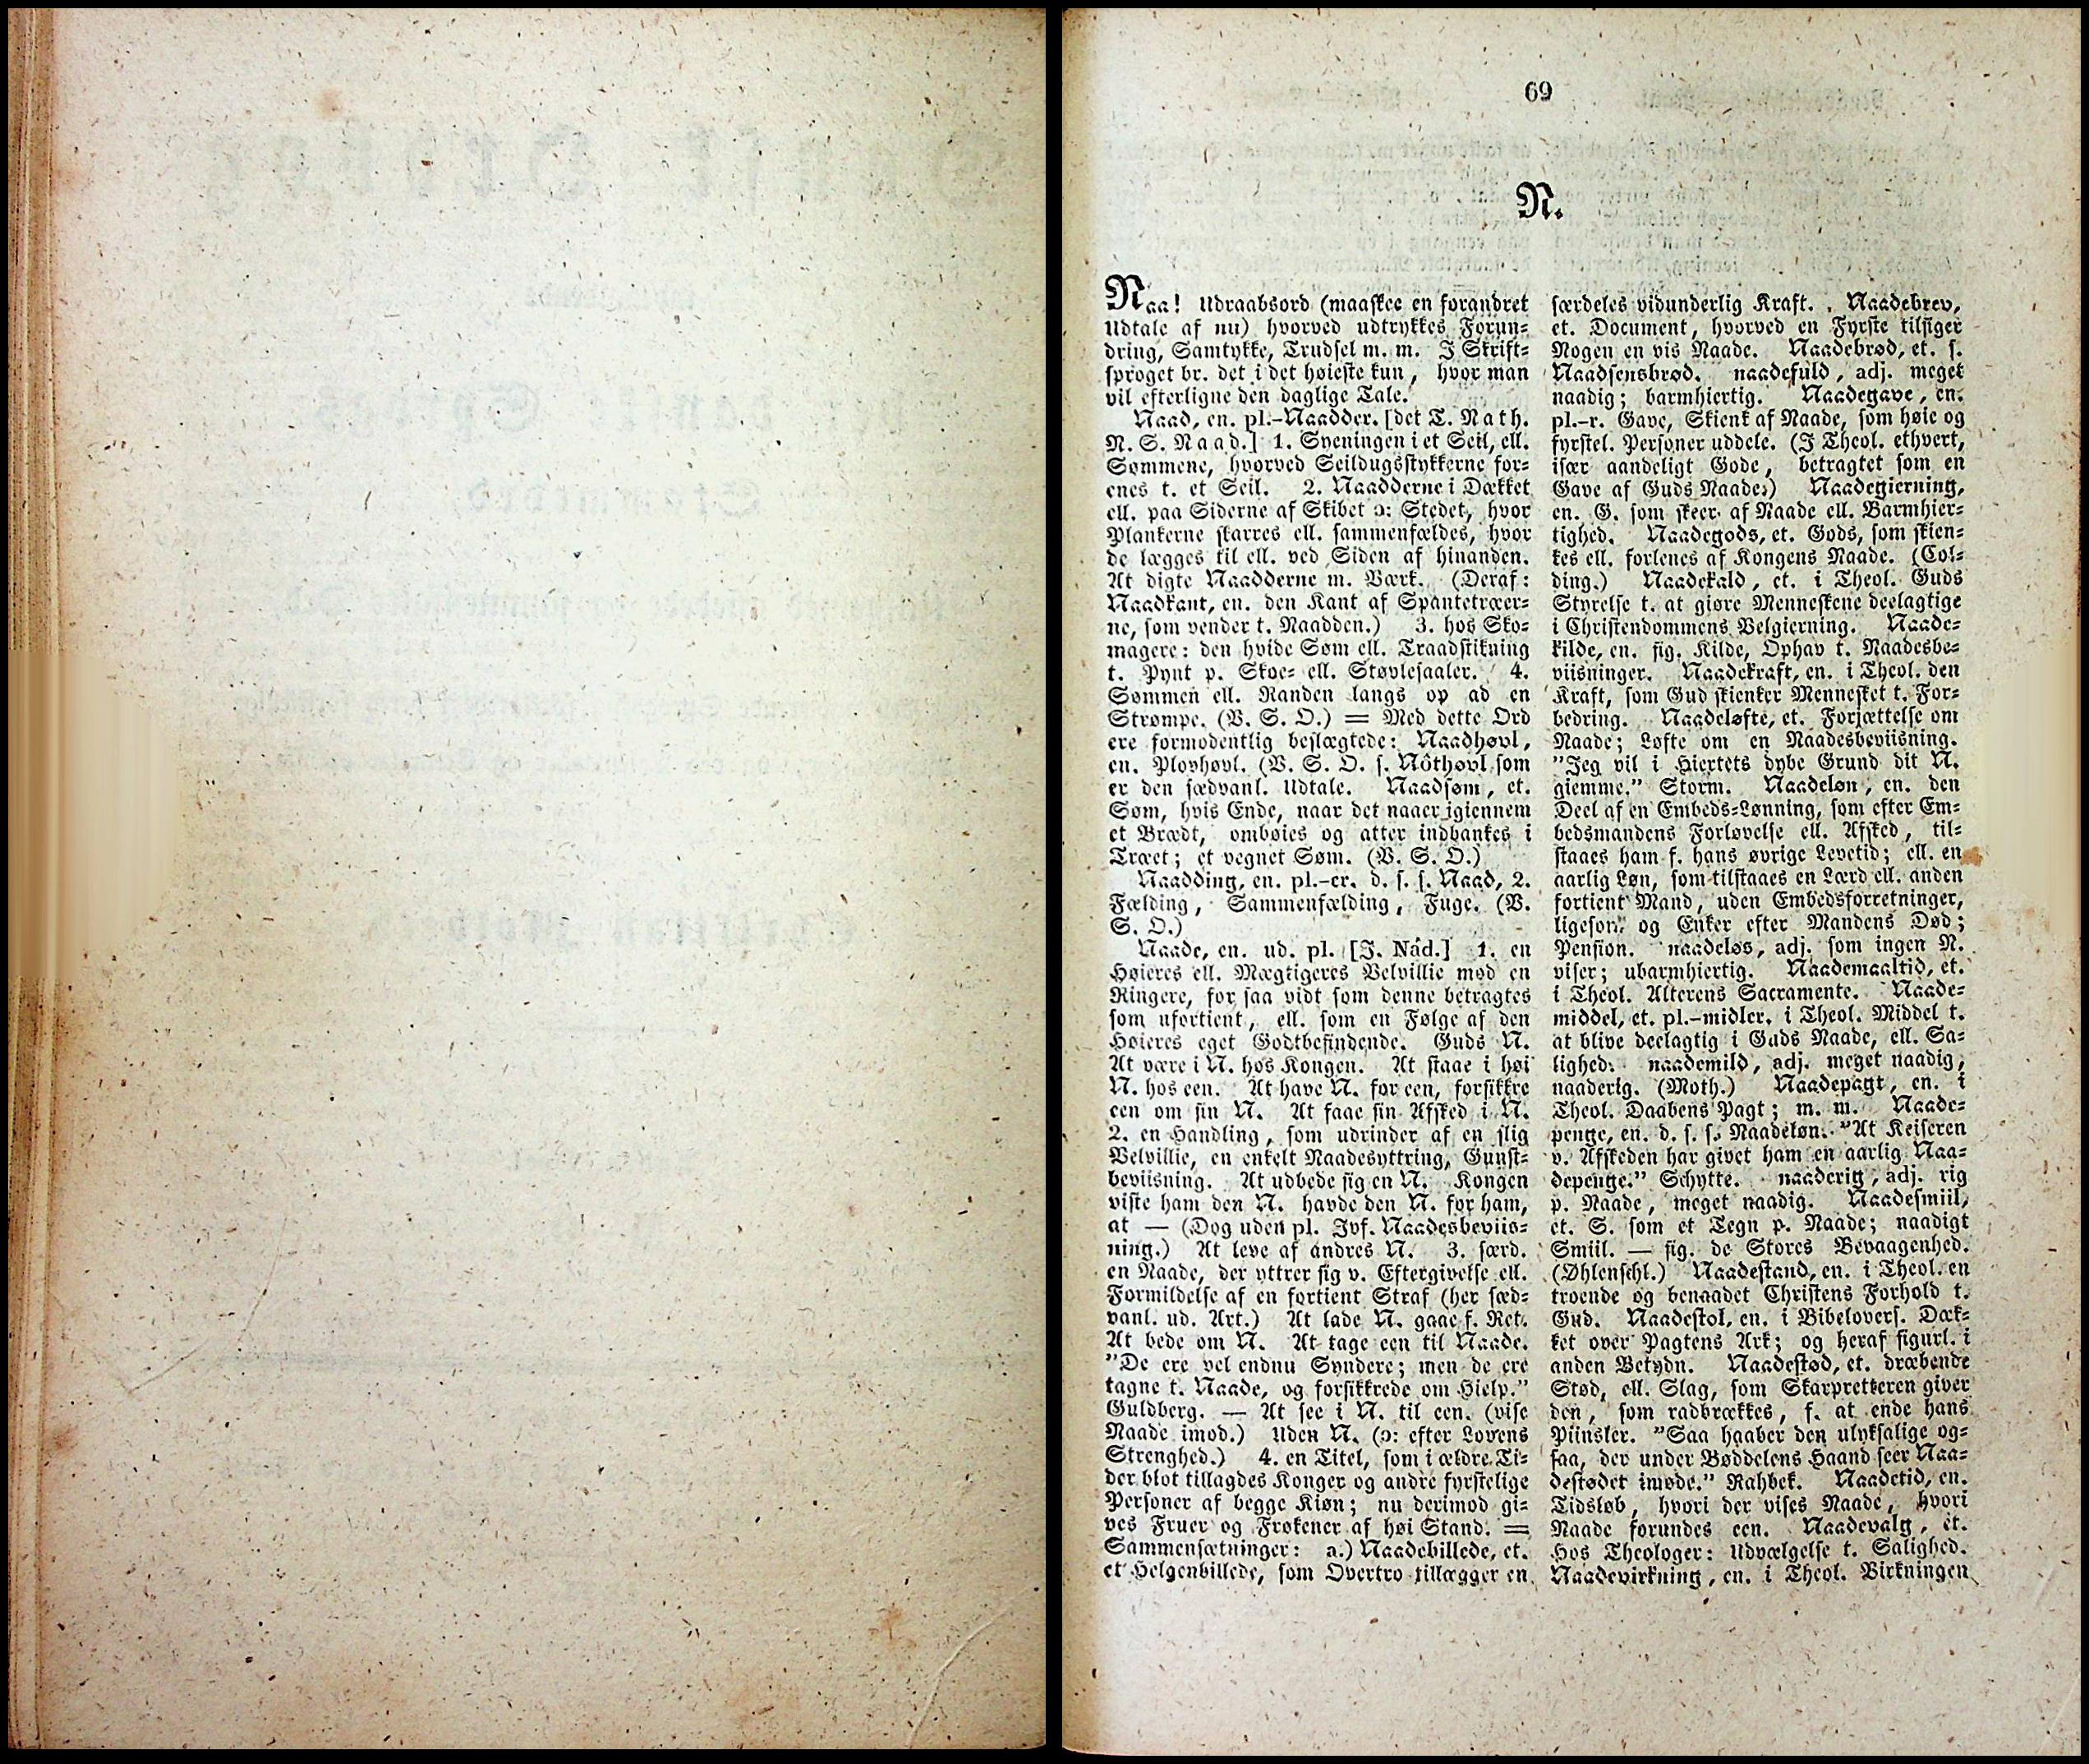 69
N.
Naa! Udraabsord (maaskee en forandret
Udtale af nu) hvorved udtrykkes Forun-
dring, Samtykke, Trudsel m. m. I Skrift-
sproget br. det i det høieste kun, hvor man
vil efterligne den daglige Tale.
Naad, en. pl.-Naadder. [det T. Nath.
N. S. Naad.] 1. Syeningen i et Seil, ell.
Sømmene, hvorved Seildugsstykkerne for-
enes t. et Seil. 2. Naadderne i Dækket
ell. paa Siderne af Skibet ɔ: Stedet, hvor
Plankerne skarres ell. sammenfældes, hvor
de lægges til ell. ved Siden af hinanden.
At digte Naadderne m. Værk. (Deraf:
Naadkant, en. den Kant af Spantetræer-
ne, som vender t. Naadden.) 3. hos Sko-
magere: den hvide Søm ell. Traadstikning
t. Pynt p. Skoe- ell. Støvlesaaler. 4.
Sømmen ell. Randen langs op ad en
Strømpe. (V. S. O.) = Med dette Ord
ere formodentlig beslægtede: Naadhøvl,
en. Plovhøvl. (V. S. O. s. Nôthøvl som
er den sædvanl. Udtale. Naadsøm, et.
Søm, hvis Ende, naar det naaer igiennem
et Brædt, ombøies og atter indbankes i
Træet; et vegnet Søm. (V. S. O.)
Naadding, en. pl.-er. d. s. s. Naad, 2.
Fælding, Sammenfælding, Fuge. (V.
S. O.)
Naade, en. ud. pl. [J. Nâd.] 1. en
Høieres ell. Mægtigeres Velvillie mod en
Ringere, for saa vidt som denne betragtes
som ufortient, ell. som en Følge af den
Høieres eget Godtbefindende. Guds N.
At være i N. hos Kongen. At staae i høi
N. hos een. At have N. for een, forsikkre
een om sin N. At faae sin Afsked i N.
2. en Handling, som udrinder af en slig
Velvillie, en enkelt Naadesyttring, Gunst-
beviisning. At udbede sig en N. Kongen
viste ham den N. havde den N. for ham,
at — (Dog uden pl. Jvf. Naadesbeviis-
ning.) At leve af andres N. 3. særd.
en Naade, der yttrer sig v. Eftergivelse ell.
Formildelse af en fortient Straf (her sæd-
vanl. ud. Art.) At lade N. gaae f. Ret.
At bede om N. At tage een til Naade.
"De ere vel endnu Syndere; men de ere
tagne t. Naade, og forsikkrede om Hielp."
Guldberg. — At see i N. til een. (vise
Naade imod.) Uden N. (ɔ: efter Lovens
Strenghed.) 4. en Titel, som i ældre Ti-
der blot tillagdes Konger og andre fyrstelige
Personer af begge Kiøn; nu derimod gi-
ves Fruer og Frøkener af høi Stand. =
Sammensætninger: a.) Naadebillede, et.
et Helgenbillede, som Overtro tillægger en
særdeles vidunderlig Kraft. Naadebrev,
et. Document, hvorved en Fyrste tilsiger
Nogen en vis Naade. Naadebrød, et. s.
Naadsensbrød. naadefuld, adj. meget
naadig; barmhiertig. Naadegave, en.
pl.-r. Gave, Skienk af Naade, som høie og
fyrstel. Personer uddele. (I Theol. ethvert,
især aandeligt Gode, betragtet som en
Gave af Guds Naade.) Naadegierning,
en. G. som skeer af Naade ell. Barmhier-
tighed. Naadegods, et. Gods, som skien-
kes ell. forlenes af Kongens Naade. (Col-
ding.) Naadekald, et. i Theol. Guds
Styrelse t. at giøre Menneskene deelagtige
i Christendommens Velgierning. Naade-
kilde, en. fig. Kilde, Ophav t. Naadesbe-
viisninger. Naadekraft, en. i Theol. den
Kraft, som Gud skienker Mennesket t. For-
bedring. Naadeløfte, et. Forjættelse om
Naade; Løfte om en Naadesbeviisning.
"Jeg vil i Hiertets dybe Grund dit N.
giemme." Storm. Naadeløn, en. den
Deel af en Embeds-Lønning, som efter Em-
bedsmandens Forløvelse ell. Afsked, til-
staaes ham f. hans øvrige Levetid; ell. en
aarlig Løn, som tilstaaes en Lærd ell. anden
fortient Mand, uden Embedsforretninger,
ligesom og Enker efter Mandens Død;
Pension. naadeløs, adj. som ingen N.
viser; ubarmhiertig. Naademaaltid, et.
i Theol. Alterens Sacramente. Naade-
middel, et. pl.-midler. i Theol. Middel t.
at blive deelagtig i Guds Naade, ell. Sa-
lighed. naademild, adj. meget naadig,
naaderig. (Moth.) Naadepagt, en. i
Theol. Daabens Pagt; m. m. Naade-
penge, en. d. s. s. Naadeløn. "At Keiseren
v. Afskeden har givet ham en aarlig Naa-
depenge." Schytte. naaderig, adj. rig
p. Naade, meget naadig. Naadesmiil,
et. S. som et Tegn p. Naade; naadigt
Smiil. — fig. de Stores Bevaagenhed.
(Øhlenschl.) Naadestand, en. i Theol. en
troende og benaadet Christens Forhold t.
Gud. Naadestol, en. i Bibelovers. Dæk-
ket over Pagtens Ark; og heraf figurl. i
anden Betydn. Naadestød, et. dræbende
Stød, ell. Slag, som Skarpretteren giver
den, som radbrækkes, f. at ende hans
Piinsler. "Saa haaber den ulyksalige og-
saa, der under Bøddelens Haand seer Naa-
destødet imøde." Rahbek. Naadetid, en.
Tidsløb, hvori der vises Naade, hvori
Naade forundes een. Naadevalg, et.
Hos Theologer: Udvælgelse t. Salighed.
Naadevirkning, en. i Theol. Virkningen